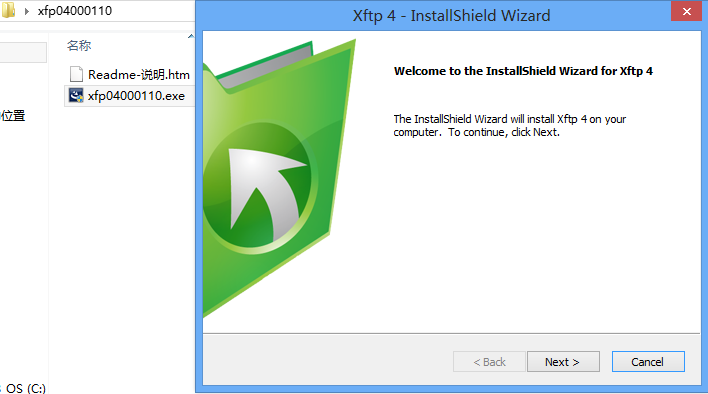 xfp04000110
Xftp 4 - InstallShield Wizard
名称
Readme-说明.htm
xfp04000110.exe
位置
OS (C:)
Welcome to the InstallShield Wizard for Xftp 4
The InstallShield Wizard will install Xftp 4 on your
computer. To continue, click Next.
< Back
Next >
Cancel